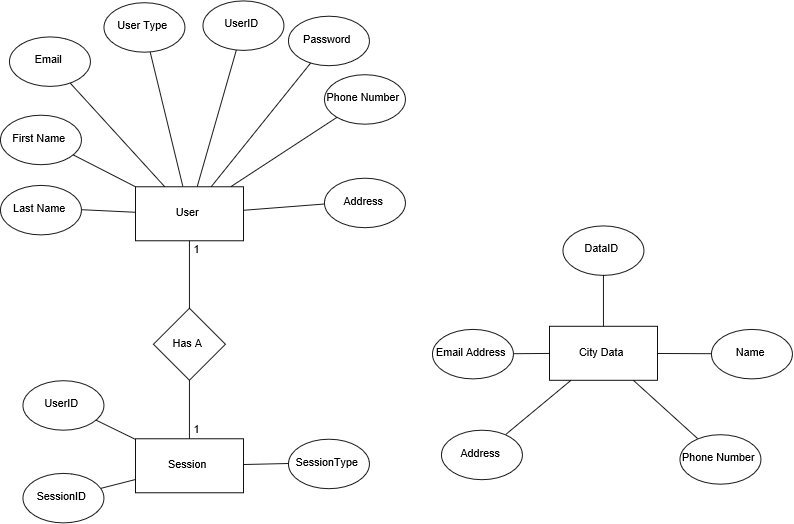 User Type
UserID
Password
Email
Phone Number
First Name
Last Name
User
Address
1
DataID
Has A
Email Address
City Data
Name
UserID
1
Address
Phone Number
Session
SessionType
SessionID